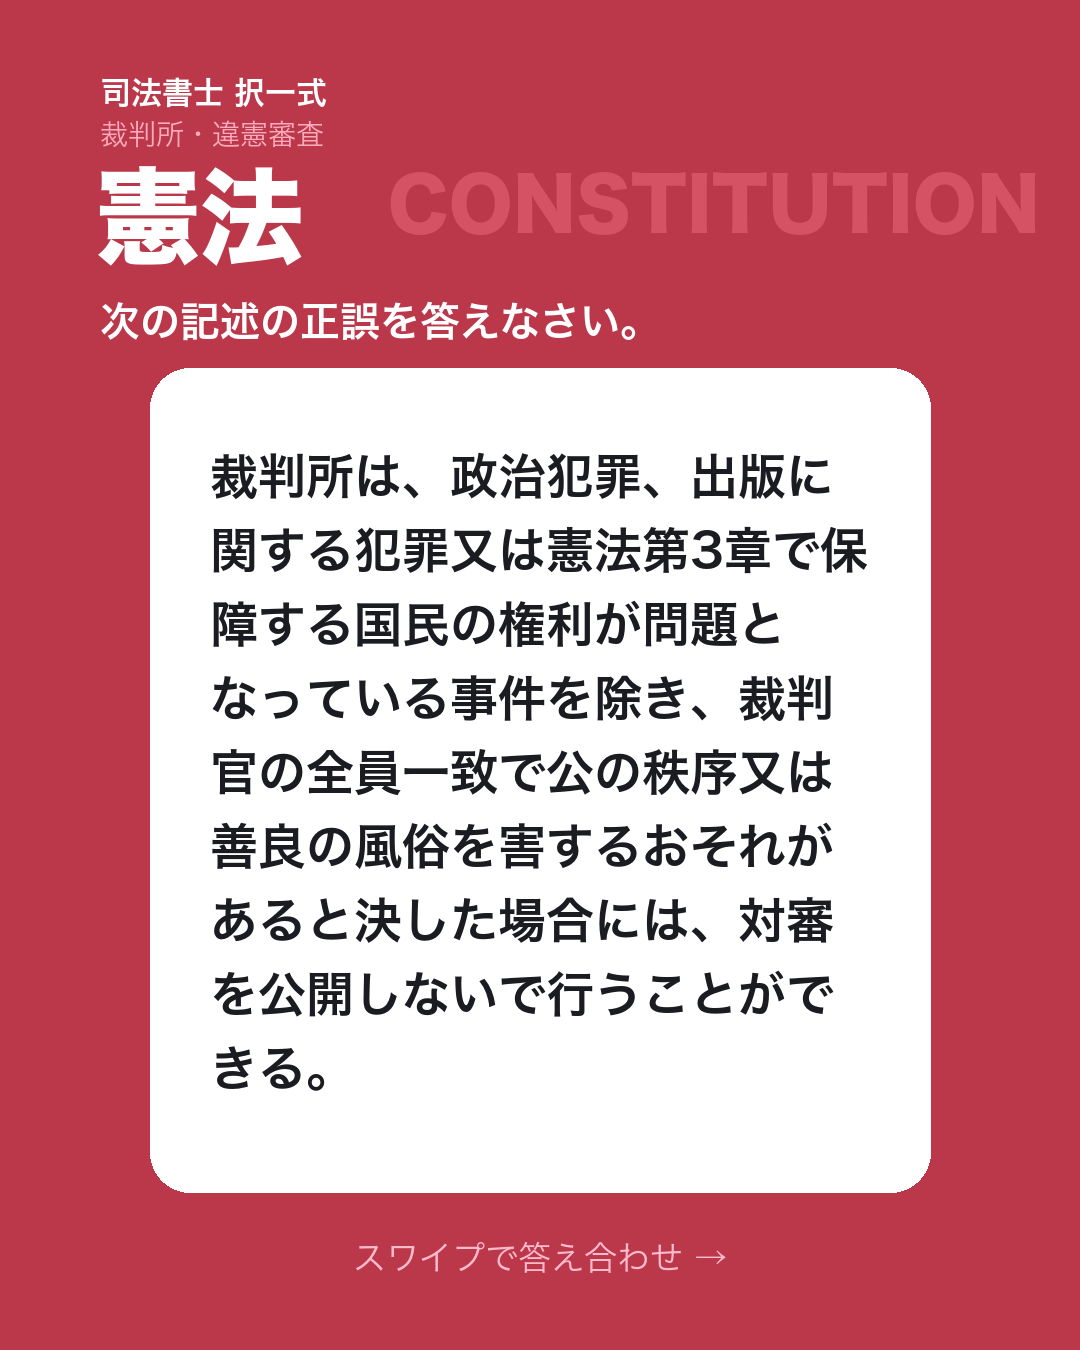 司法書士 択一式
裁判所・違憲審査
憲法
CONSTITUTION
次の記述の正誤を答えなさい。
裁判所は、政治犯罪、出版に
関する犯罪又は憲法第3章で保
障する国民の権利が問題と
なっている事件を除き、裁判
官の全員一致で公の秩序又は
善良の風俗を害するおそれが
あると決した場合には、対審
を公開しないで行うことがで
きる。
スワイプで答え合わせ →